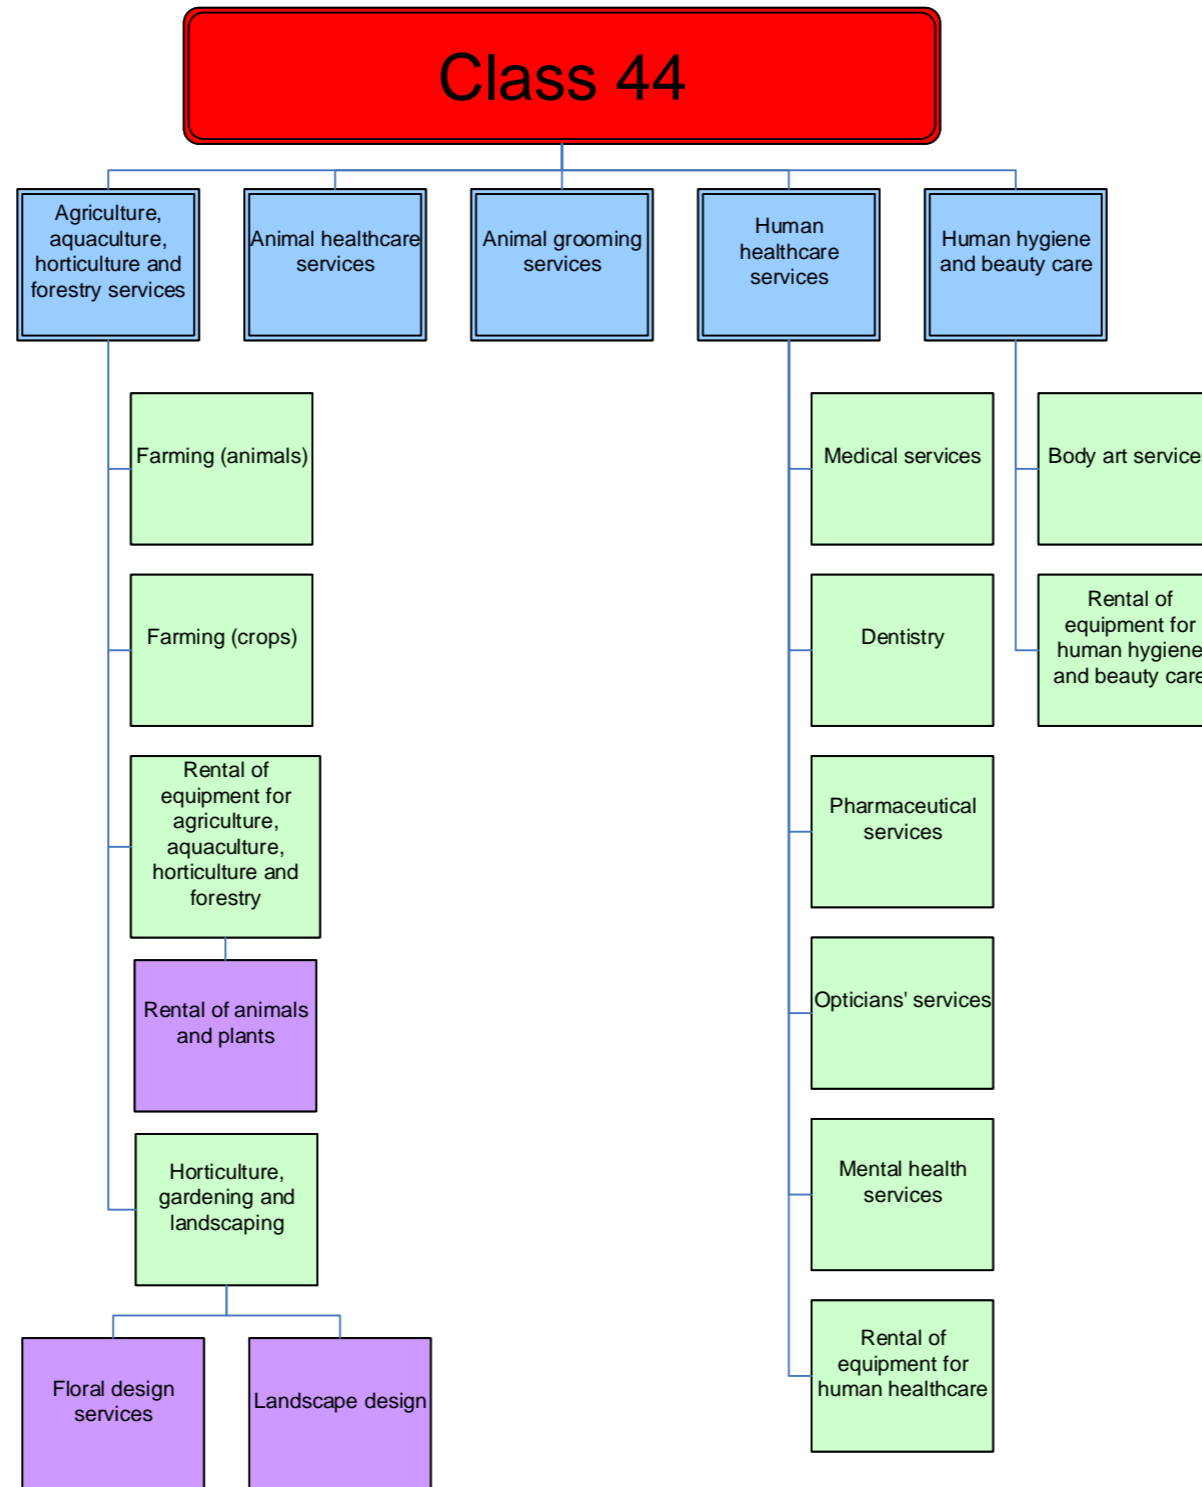 Class 44
Agriculture,
aquaculture,
horticulture and
forestry services
Animal healthcare
services
Animal grooming
services
Human
healthcare
services
Human hygiene
and beauty care
Farming (animals)
Farming (crops)
Rental of
equipment for
agriculture,
aquaculture,
horticulture and
forestry
Rental of animals
and plants
Horticulture,
gardening and
landscaping
Floral design
services
Landscape design
Medical services
Dentistry
Pharmaceutical
services
Opticians' services
Mental health
services
Rental of
equipment for
human healthcare
Body art service
Rental of
equipment for
human hygiene
and beauty care